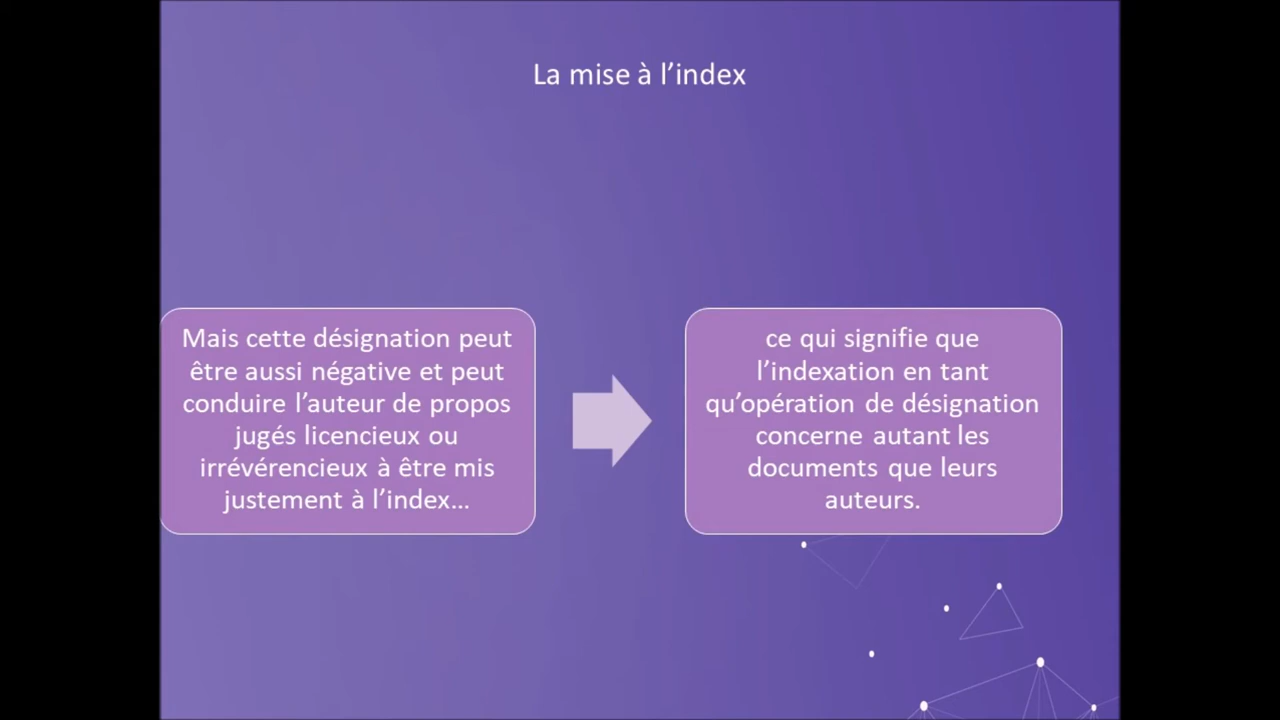 La mise à l’index
Mais cette désignation peut
être aussi négative et peut
conduire l’auteur de propos
jugés licencieux ou
irrévérencieux à être mis
justement à l’index…
ce qui signifie que
l’indexation en tant
qu’opération de désignation
concerne autant les
documents que leurs
auteurs.